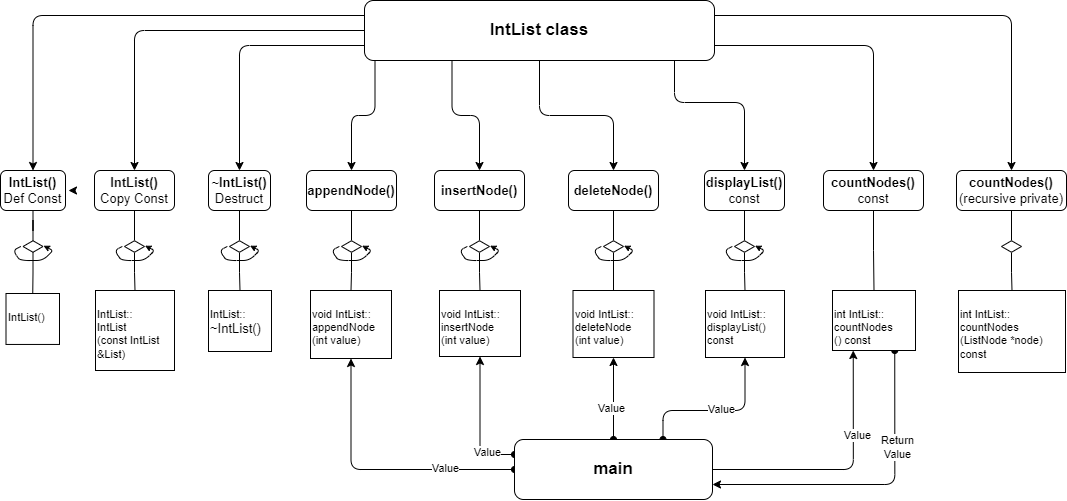 IntList class
IntList()
Def Const
IntList()
Copy Const
~IntList()
Destruct
appendNode()
insertNode()
deleteNode()
displayList()
const
countNodes()
const
countNodes()
(recursive private)
IntList()
IntList::
IntList
(const IntList
&List)
IntList::
~IntList()
void IntList::
appendNode
(int value)
void IntList::
insertNode
(int value)
void IntList::
deleteNode
(int value)
void IntList::
displayList()
const
int IntList::
countNodes
() const
int IntList::
countNodes
(ListNode *node)
const
Value
Value
Value
Value
Value
Return
Value
main